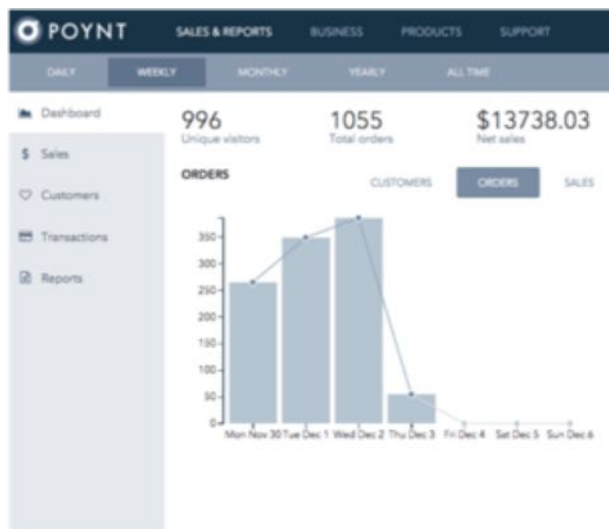 POYNT SALES & REPORTS BUSINESS PRODUCTS SUPPORT
DAILY WEEKLY MONTHLY YEARLY ALL TIME
Dashboard
$ Sales
Customers
Transactions
Reports
996 1055 $13738.03
Unique visitors Total orders Net sales
ORDERS
CUSTOMERS ORDERS SALES
350
300
250
200
150
100
50
0
Mon Nov 30 Tue Dec 1 Wed Dec 2 Thu Dec 3 Fri Dec 4 Sat Dec 5 Sun Dec 6